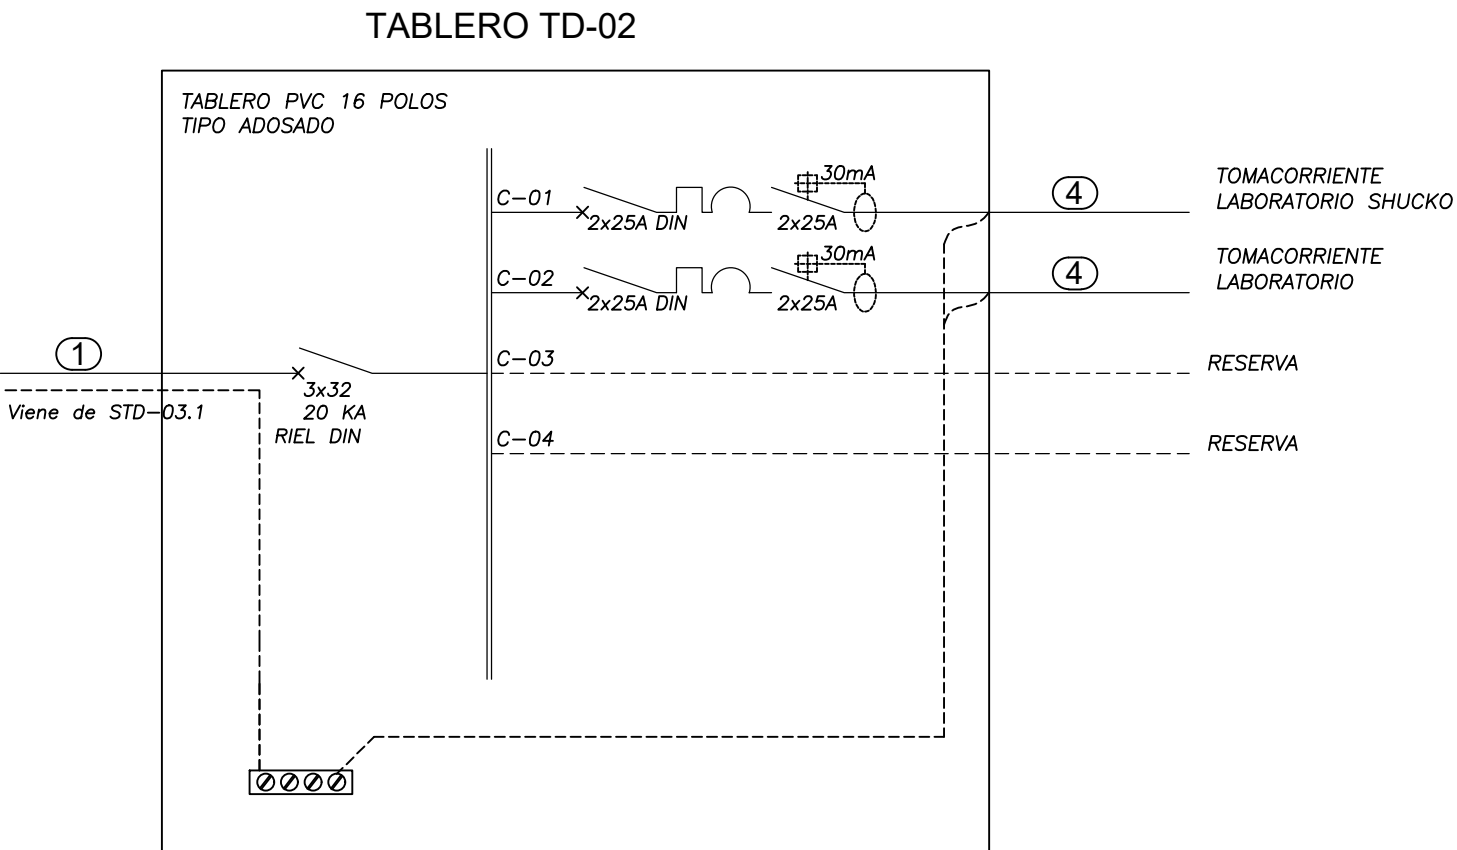 TABLERO TD-02
TABLERO PVC 16 POLOS
TIPO ADOSADO
C-01
2x25A DIN
30mA
2x25A
4
TOMACORRIENTE
LABORATORIO SHUCKO
C-02
2x25A DIN
30mA
2x25A
4
TOMACORRIENTE
LABORATORIO
1
Viene de STD-03.1
3x32
20 KA
RIEL DIN
C-03
RESERVA
C-04
RESERVA